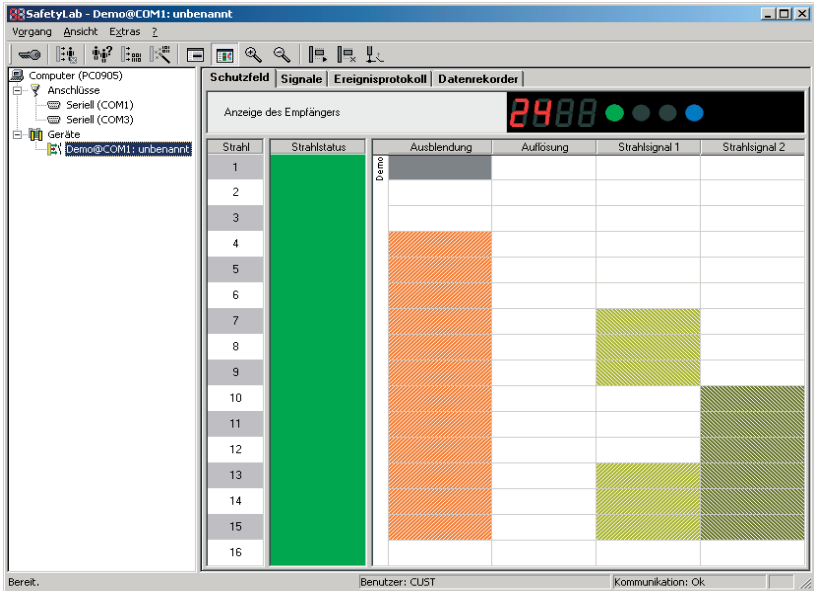 SafetyLab - Demo@COM1: unbenannt
Vorgang Ansicht Extras ?
Computer (PC0905)
Anschlüsse
Seriell (COM1)
Seriell (COM3)
Geräte
Demo@COM1: unbenannt
Schutzfeld Signale Ereignisprotokoll Datenrekorder
Anzeige des Empfängers 24
Strahl Strahlstatus Ausblendung Auflösung Strahlsignal 1 Strahlsignal 2
Demo
1
2
3
4
5
6
7
8
9
10
11
12
13
14
15
16
Bereit. Benutzer: CUST Kommunikation: Ok